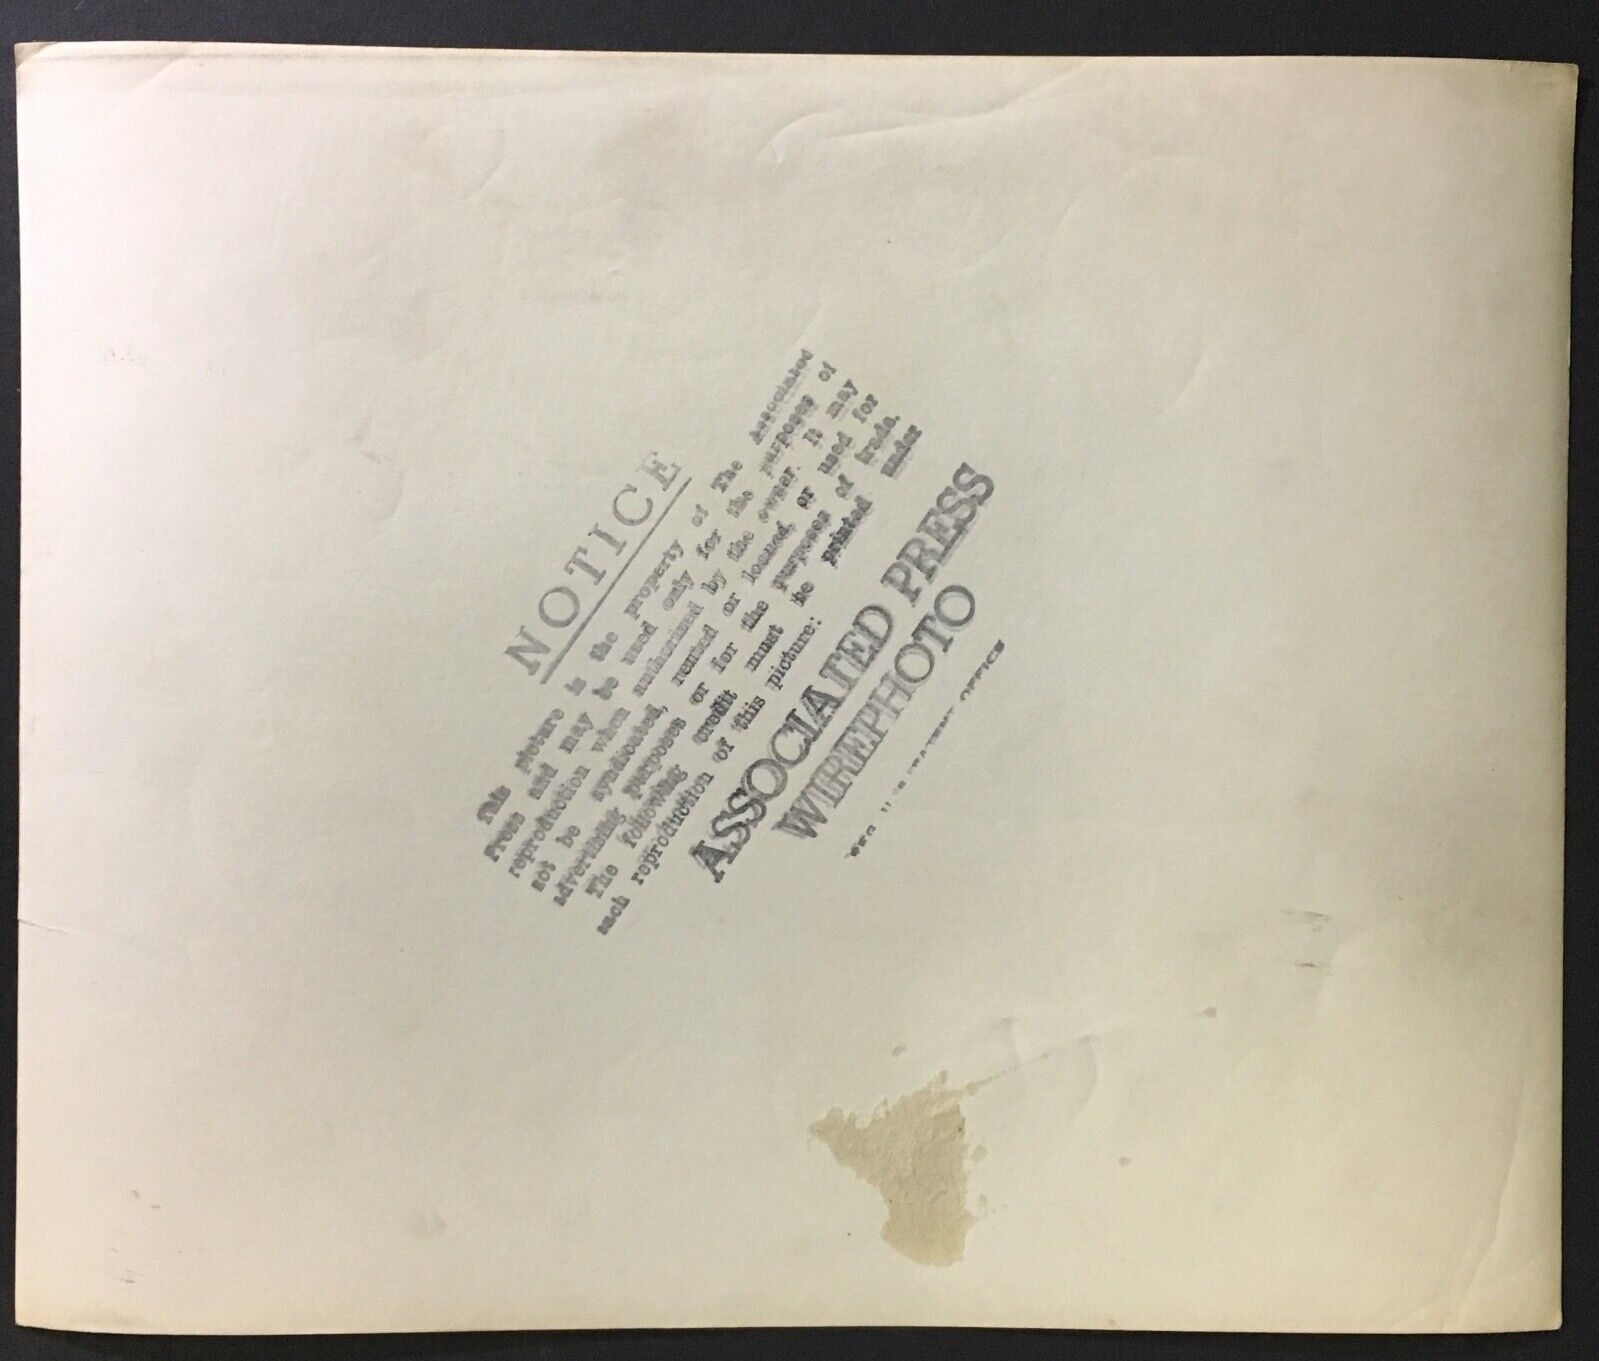 NOTICE
This picture is the property of The Associated
Press and may be used only for the purposes of
reproduction when authorized by the owner. It may
not be syndicated, rented or loaned, or used for
advertising purposes or for the purposes of trade.
The following credit must be printed under
each reproduction of this picture:
ASSOCIATED PRESS
WIREPHOTO
PATENT OFFICE